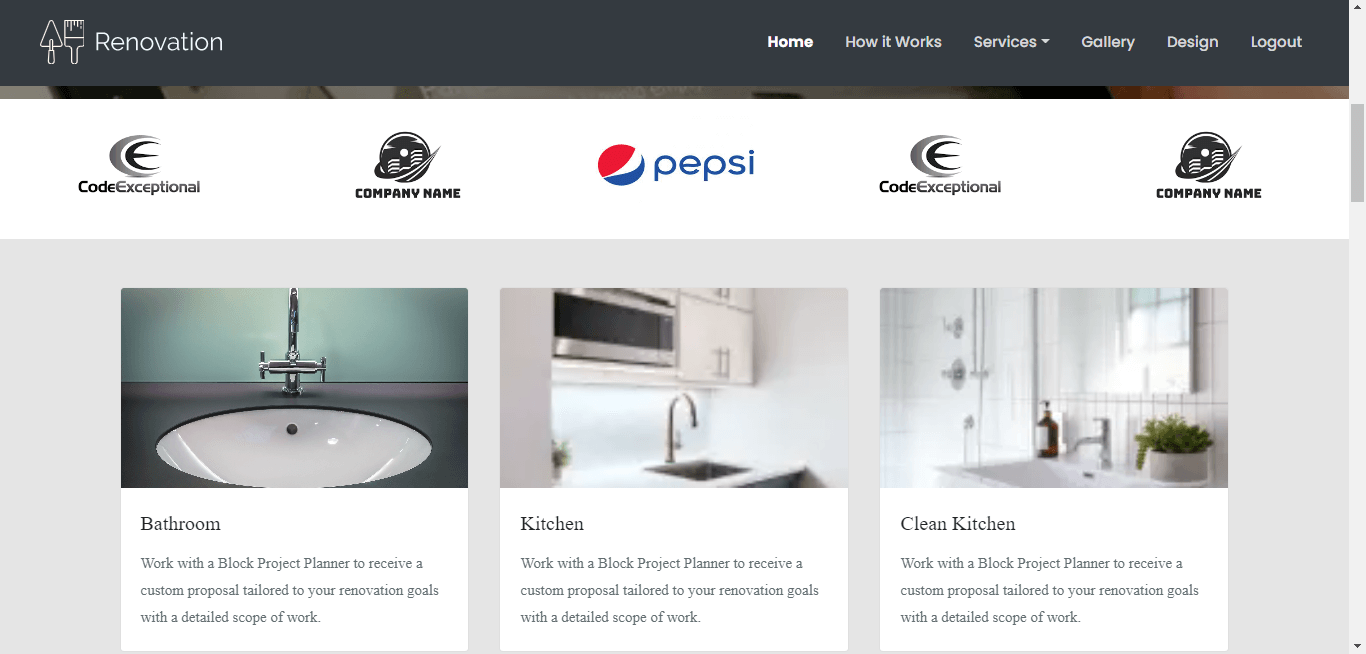 Renovation
Home How it Works Services Gallery Design Logout
CodeExceptional COMPANY NAME pepsi CodeExceptional COMPANY NAME
Bathroom
Work with a Block Project Planner to receive a
custom proposal tailored to your renovation goals
with a detailed scope of work.
Kitchen
Work with a Block Project Planner to receive a
custom proposal tailored to your renovation goals
with a detailed scope of work.
Clean Kitchen
Work with a Block Project Planner to receive a
custom proposal tailored to your renovation goals
with a detailed scope of work.